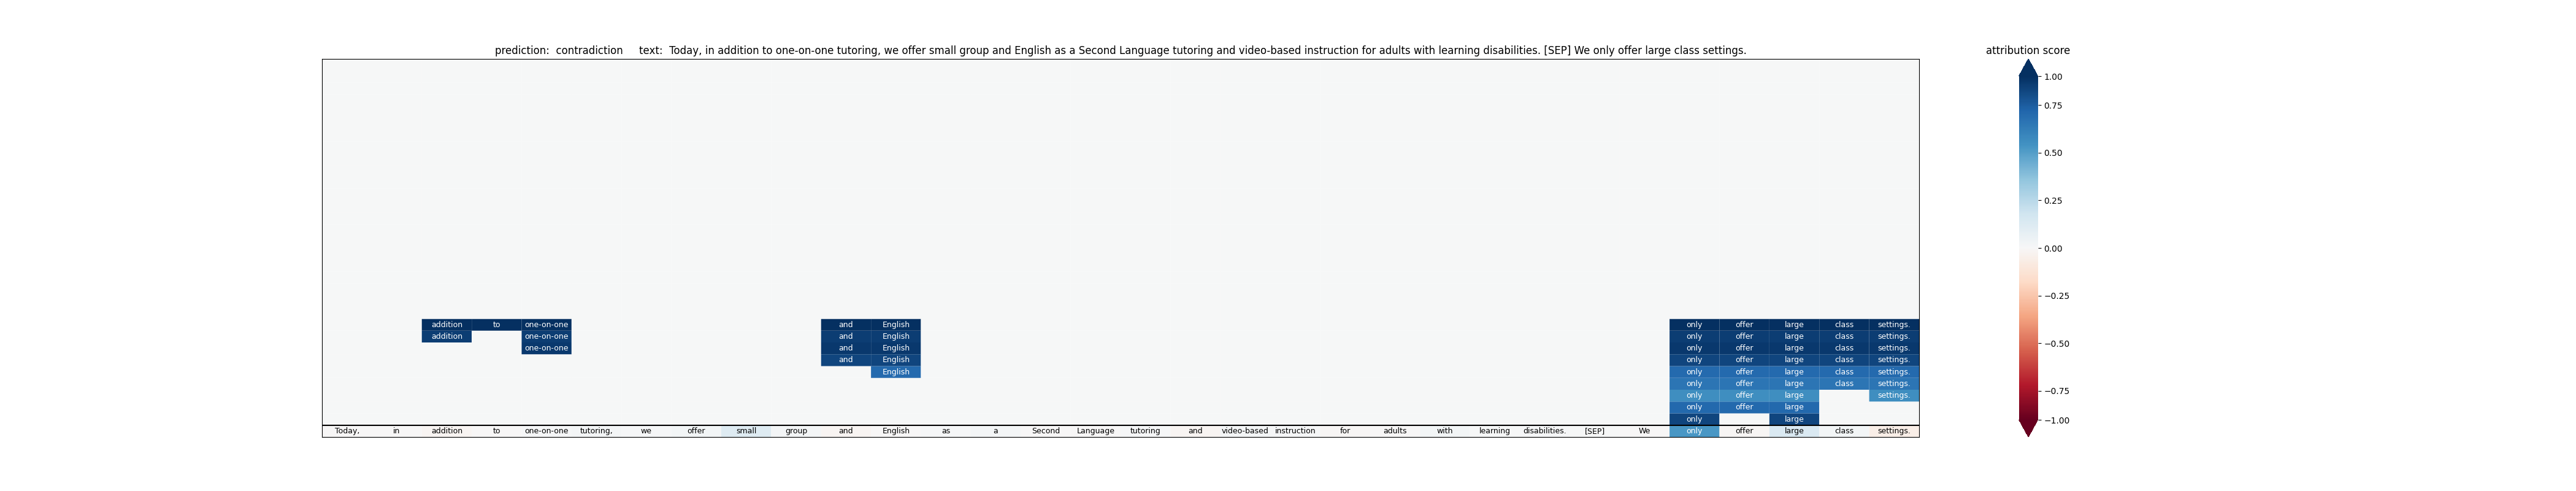 prediction:  contradiction     text:  Today, in addition to one-on-one tutoring, we offer small group and English as a Second Language tutoring and video-based instruction for adults with learning disabilities. [SEP] We only offer large class settings.
attribution score
1.00
0.75
0.50
0.25
0.00
−0.25
−0.50
−0.75
−1.00
addition to one-on-one and English only offer large class settings.
addition one-on-one and English only offer large class settings.
one-on-one and English only offer large class settings.
and English only offer large class settings.
English only offer large class settings.
only offer large class settings.
only offer large settings.
only offer large
only large
Today, in addition to one-on-one tutoring, we offer small group and English as a Second Language tutoring and video-based instruction for adults with learning disabilities. [SEP] We only offer large class settings.